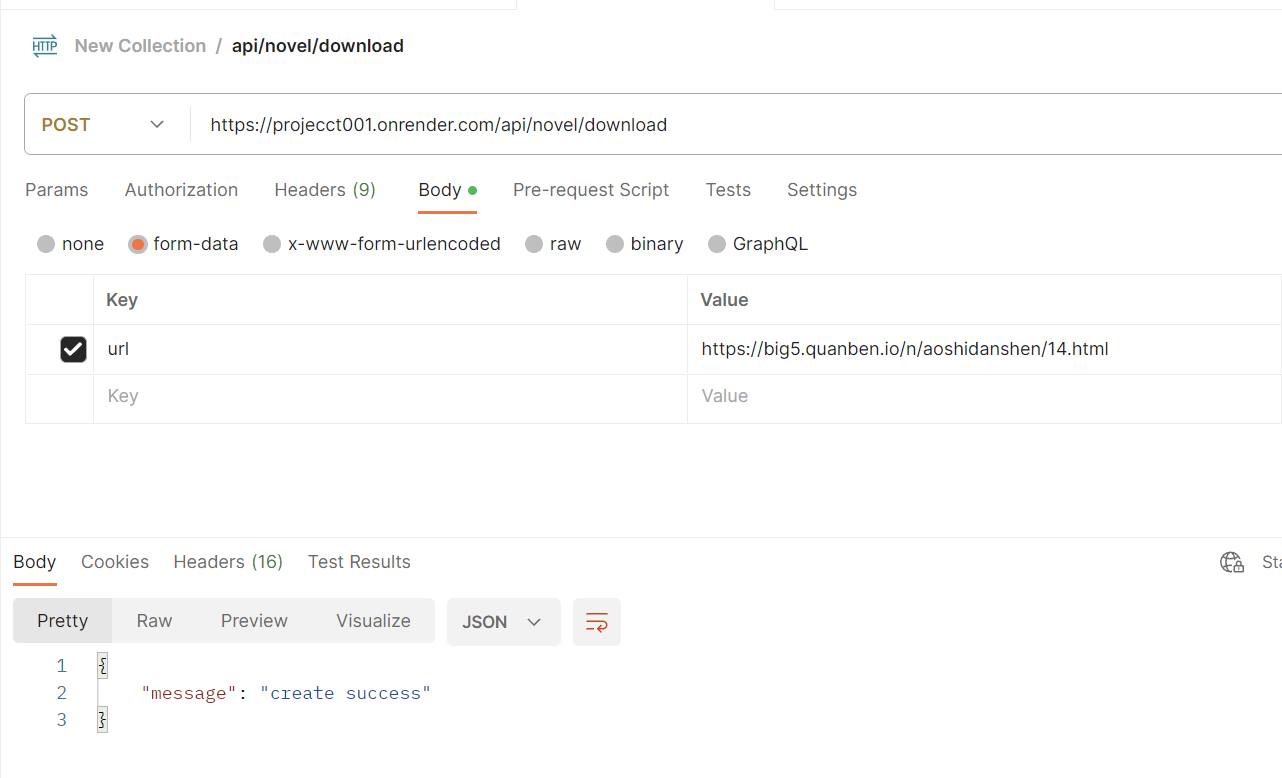 HTTP New Collection / api/novel/download
POST https://projecct001.onrender.com/api/novel/download
Params Authorization Headers (9) Body Pre-request Script Tests Settings
none form-data x-www-form-urlencoded raw binary GraphQL
Key Value
url https://big5.quanben.io/n/aoshidanshen/14.html
Key Value
Body Cookies Headers (16) Test Results
Pretty Raw Preview Visualize JSON
1 {
2 "message": "create success"
3 }